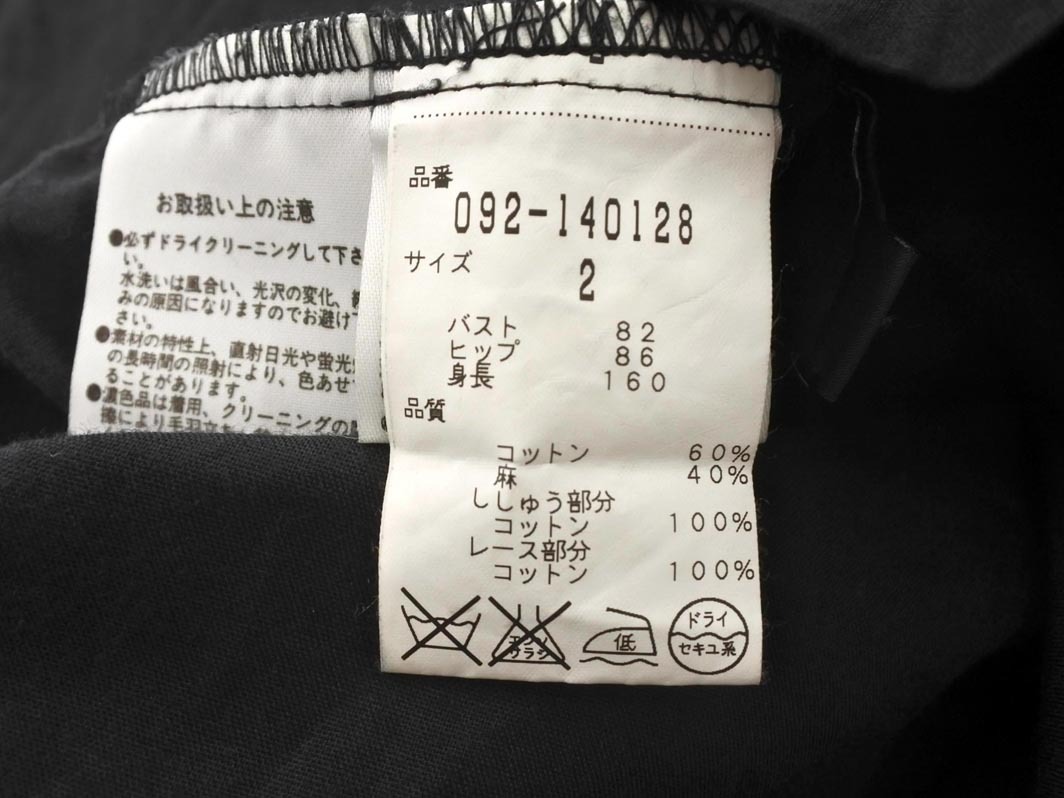 お取扱い上の注意
●必ずドライクリーニングして下さ
い。
水洗いは風合い、光沢の変化、
みの原因になりますのでお避け
さい。
●素材の特性上、直射日光や蛍光
の長時間の照射により、色あせ
ることがあります。
●濃色品は着用、クリーニングの
品番
092-140128
サイズ
2
バスト 82
ヒップ 86
身長 160
品質
コットン 60%
麻 40%
ししゅう部分
コットン 100%
レース部分
コットン 100%
エンソ
サラシ
低
ドライ
セキユ系